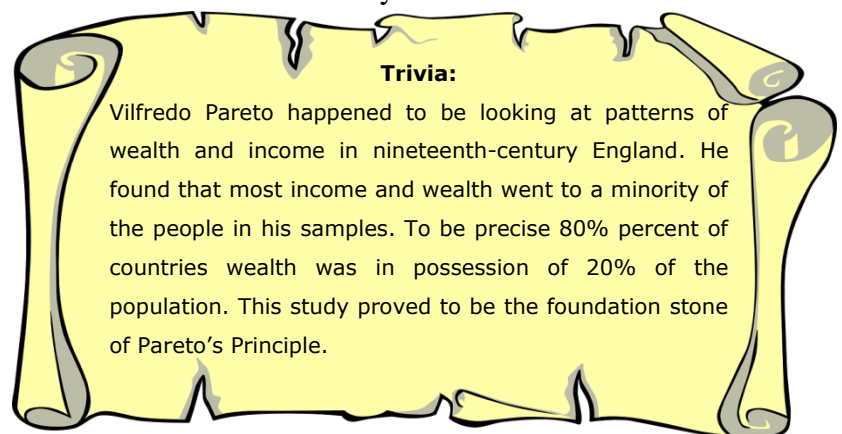 Trivia:
Vilfredo Pareto happened to be looking at patterns of
wealth and income in nineteenth-century England. He
found that most income and wealth went to a minority of
the people in his samples. To be precise 80% percent of
countries wealth was in possession of 20% of the
population. This study proved to be the foundation stone
of Pareto’s Principle.